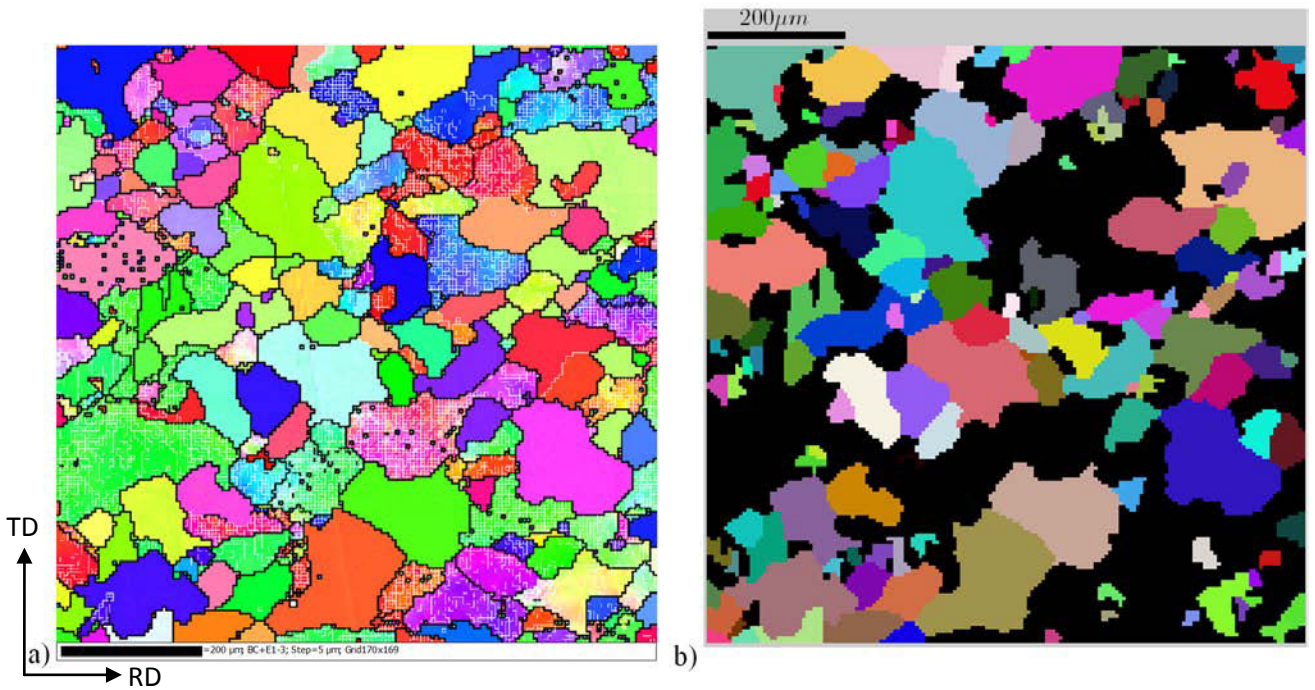 200μm
TD
a)
=200 μm; BC+E1-3; Step=5 μm; Grid170x169
b)
RD